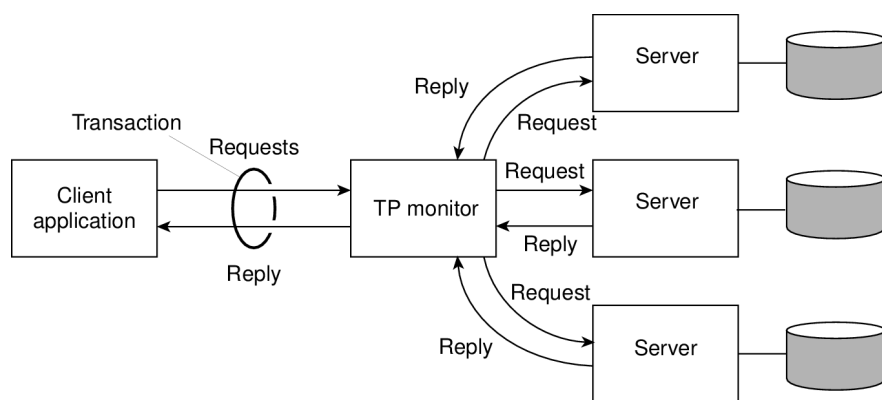 Server
Reply
Request
Transaction
Requests
Client
application
TP monitor
Request
Server
Reply
Reply
Request
Reply
Server